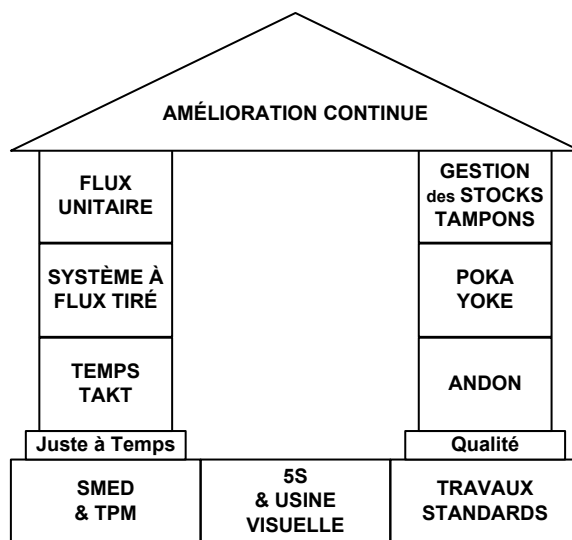 AMÉLIORATION CONTINUE
FLUX
UNITAIRE
GESTION
des STOCKS
TAMPONS
SYSTÈME À
FLUX TIRÉ
POKA
YOKE
TEMPS
TAKT
ANDON
Juste à Temps
Qualité
SMED
& TPM
5S
& USINE
VISUELLE
TRAVAUX
STANDARDS